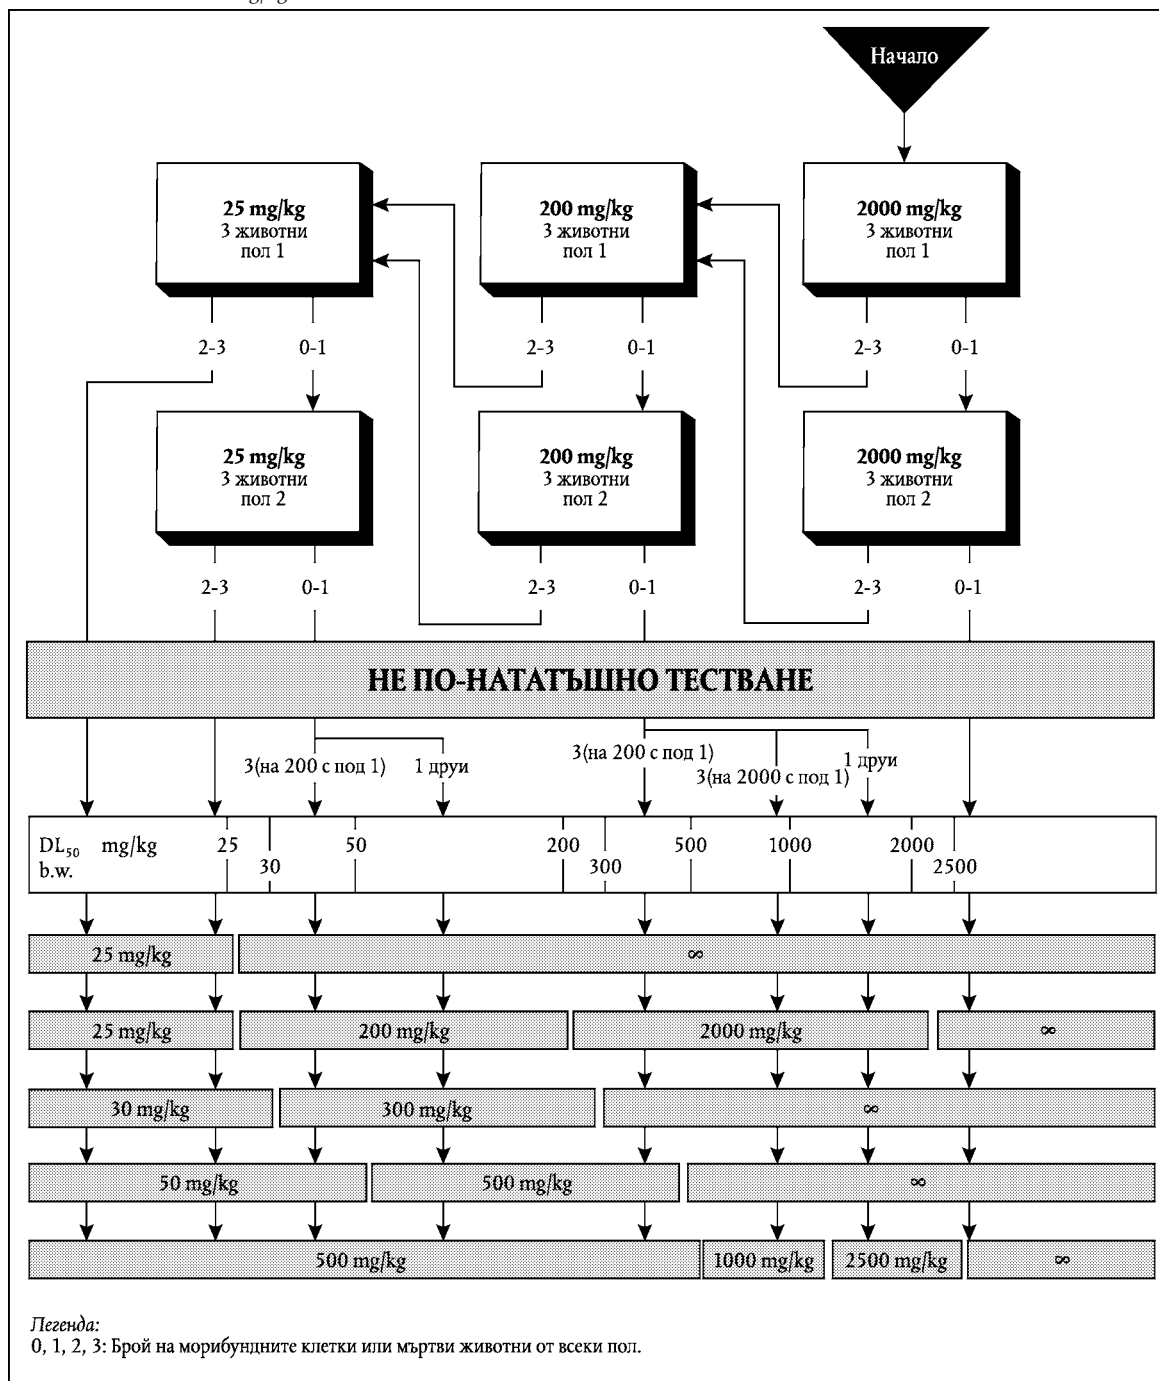 Начало
25 mg/kg
3 животни
пол 1
200 mg/kg
3 животни
пол 1
2000 mg/kg
3 животни
пол 1
2-3 0-1 2-3 0-1 2-3 0-1
25 mg/kg
3 животни
пол 2
200 mg/kg
3 животни
пол 2
2000 mg/kg
3 животни
пол 2
2-3 0-1 2-3 0-1 2-3 0-1
НЕ ПО-НАТАТЪШНО ТЕСТВАНЕ
3(на 200 с под 1) 1 друи 3(на 200 с под 1) 3(на 2000 с под 1) 1 друи
DL50 mg/kg 25 50 200 500 1000 2000
b.w. 30 300 2500
25 mg/kg ∞
25 mg/kg 200 mg/kg 2000 mg/kg ∞
30 mg/kg 300 mg/kg ∞
50 mg/kg 500 mg/kg ∞
500 mg/kg 1000 mg/kg 2500 mg/kg ∞
Легенда:
0, 1, 2, 3: Брой на морибундните клетки или мъртви животни от всеки пол.